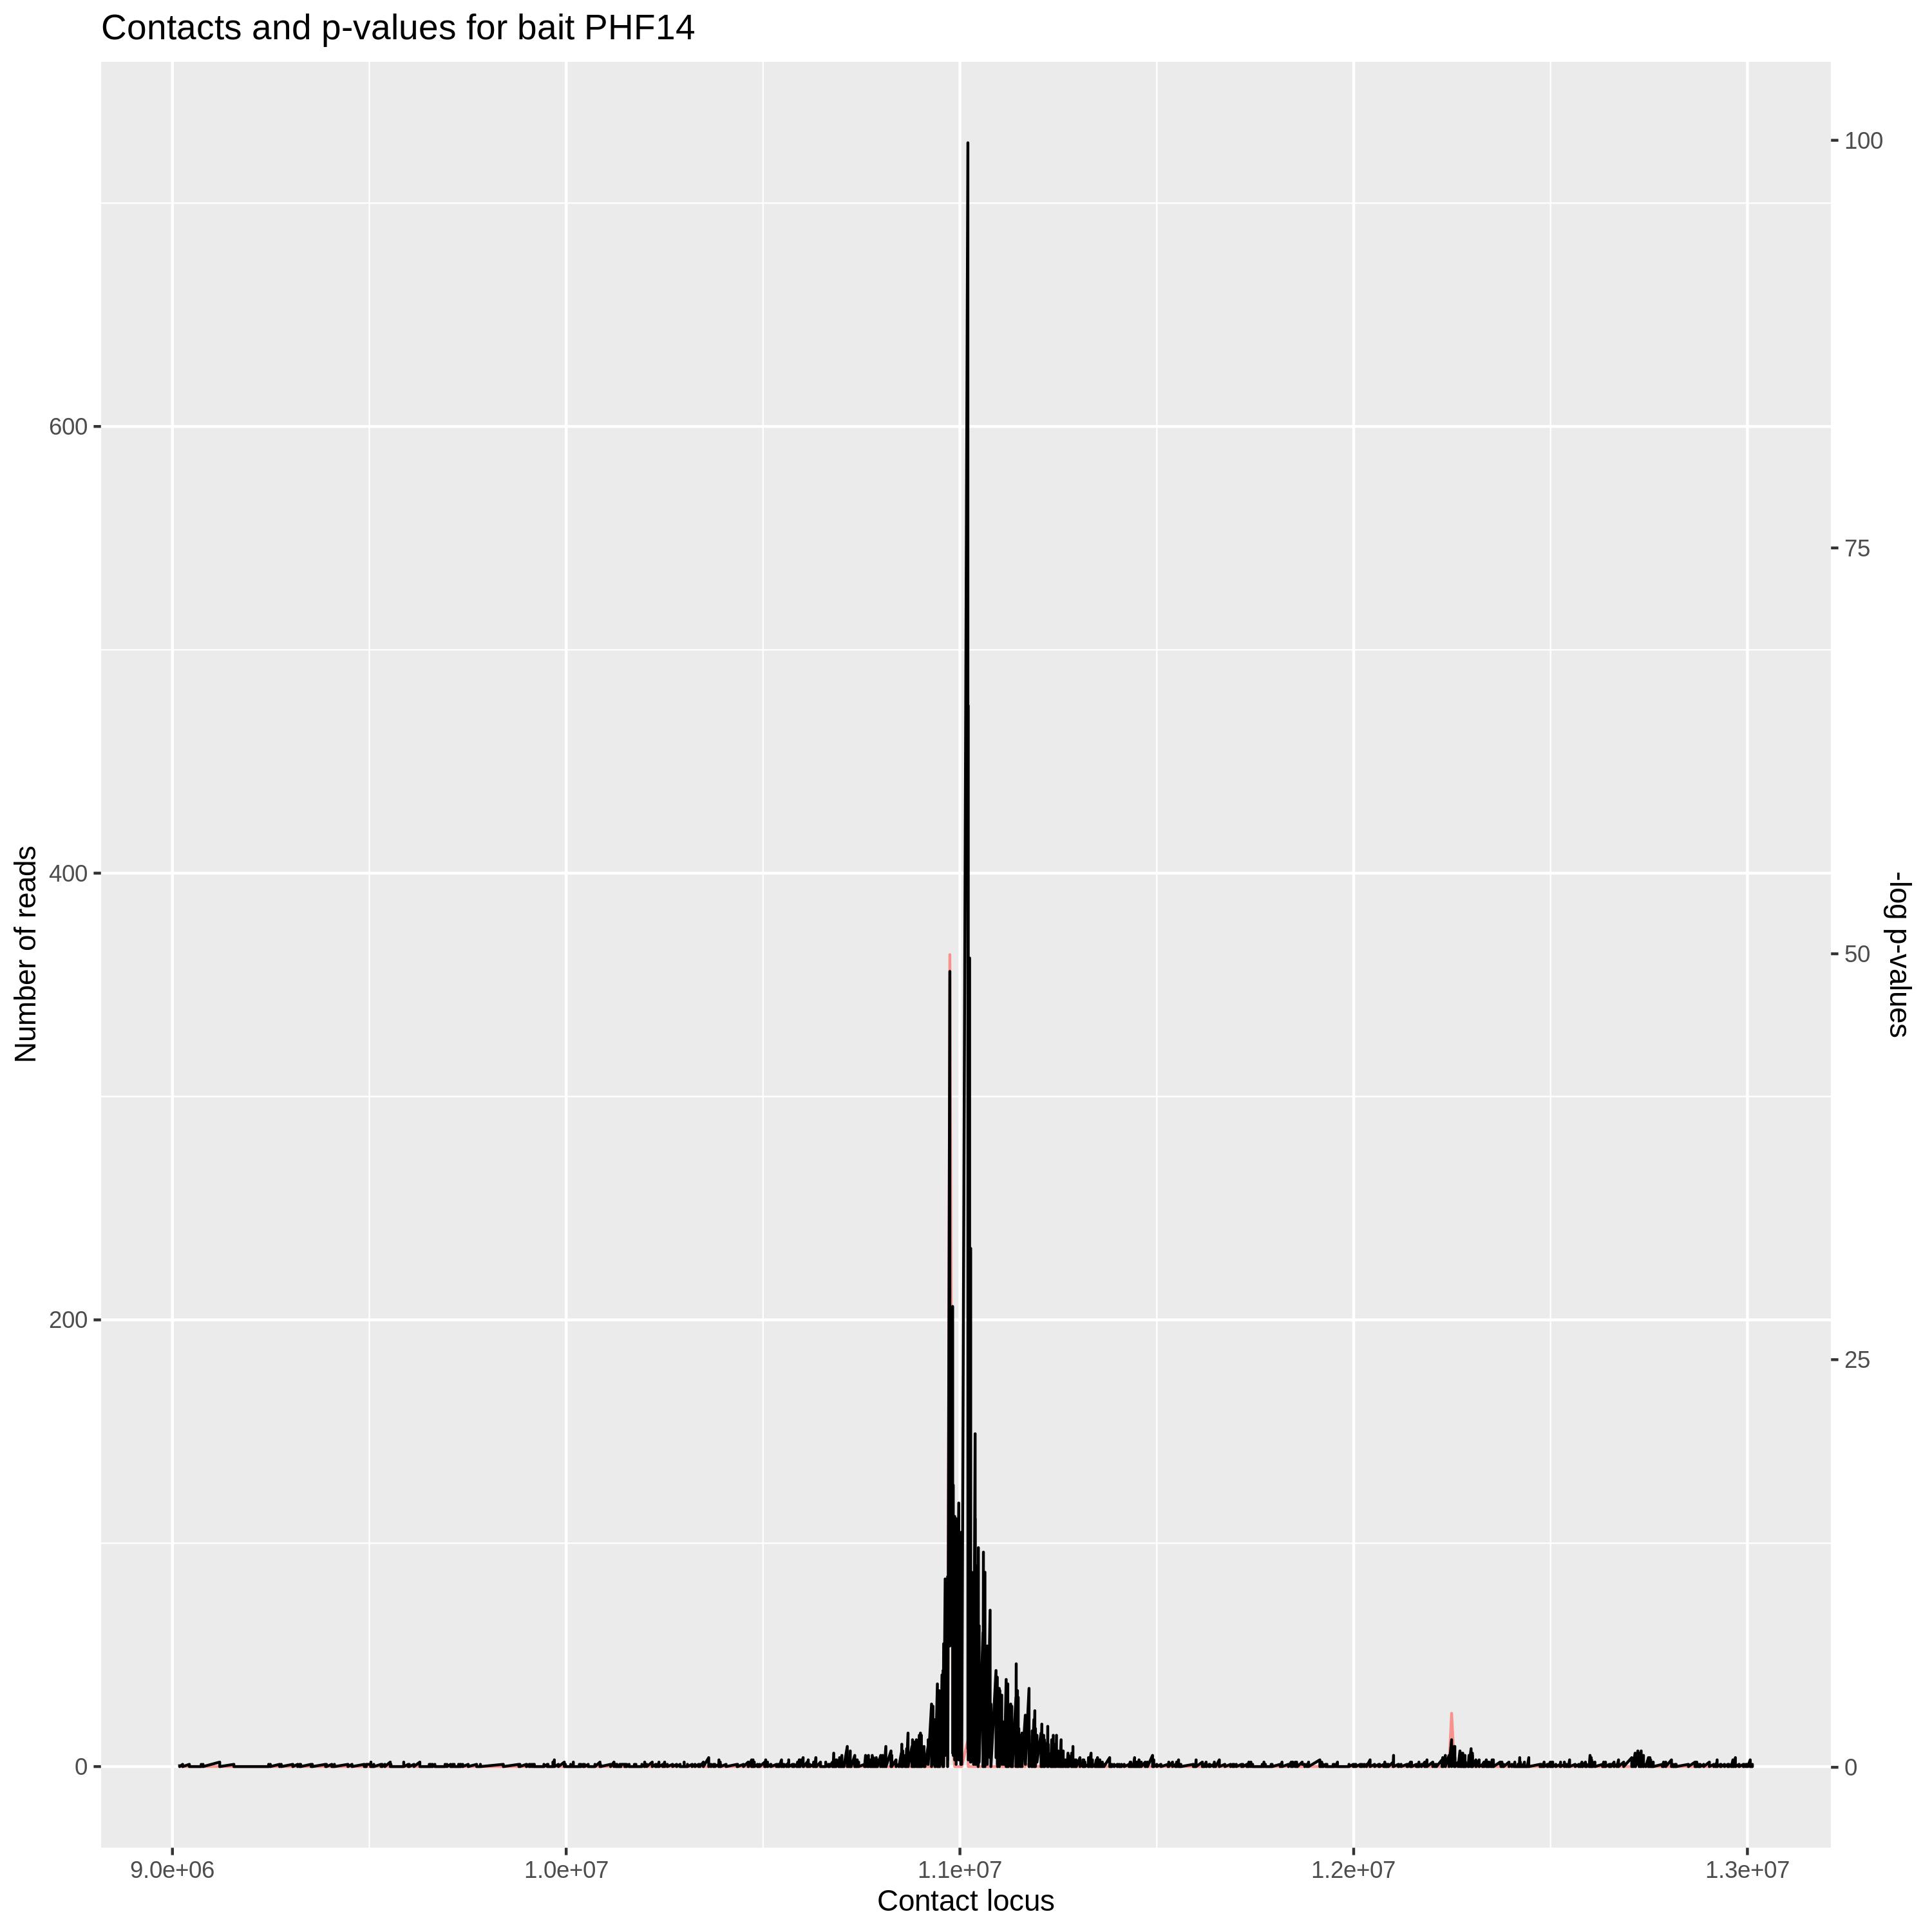 Contacts and p-values for bait PHF14
100
600
75
400
50
200
25
0
0
Number of reads
-log p-values
9.0e+06
1.0e+07
1.1e+07
1.2e+07
1.3e+07
Contact locus